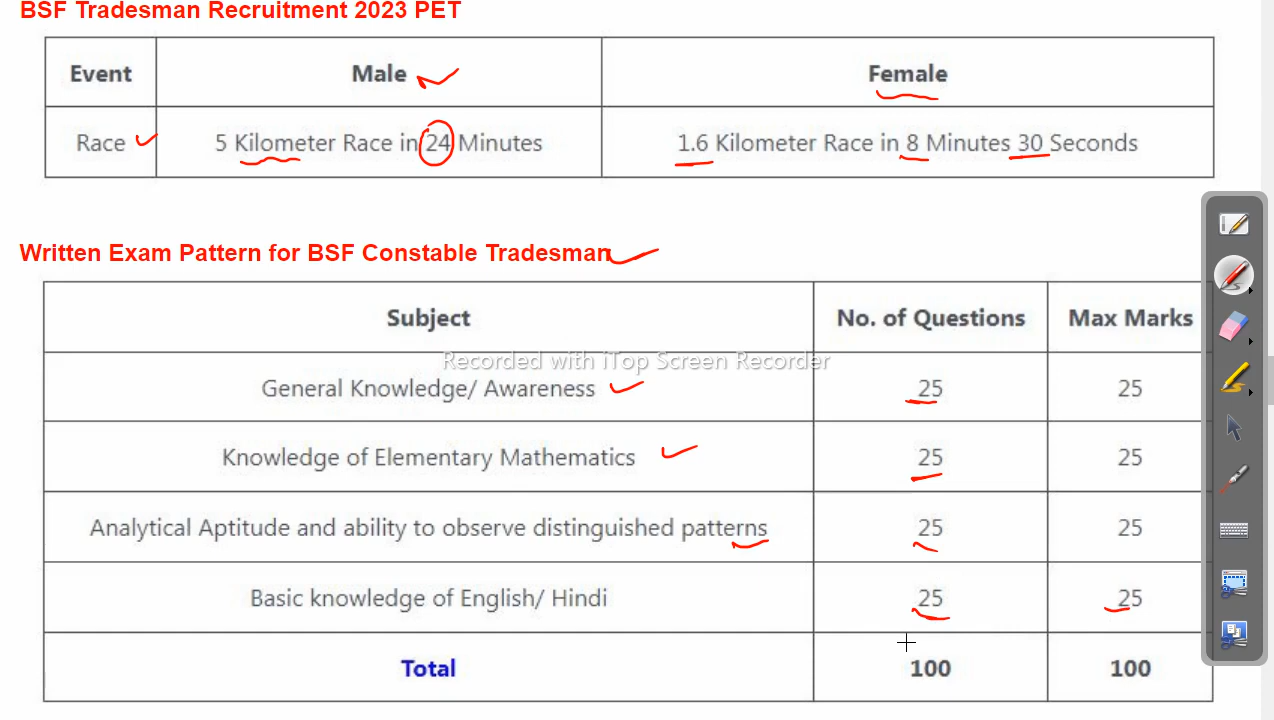 BSF Tradesman Recruitment 2023 PET
Event Male Female
Race 5 Kilometer Race in 24 Minutes 1.6 Kilometer Race in 8 Minutes 30 Seconds
Written Exam Pattern for BSF Constable Tradesman
Subject No. of Questions Max Marks
Recorded with iTop Screen Recorder
General Knowledge/ Awareness 25 25
Knowledge of Elementary Mathematics 25 25
Analytical Aptitude and ability to observe distinguished patterns 25 25
Basic knowledge of English/ Hindi 25 25
Total 100 100